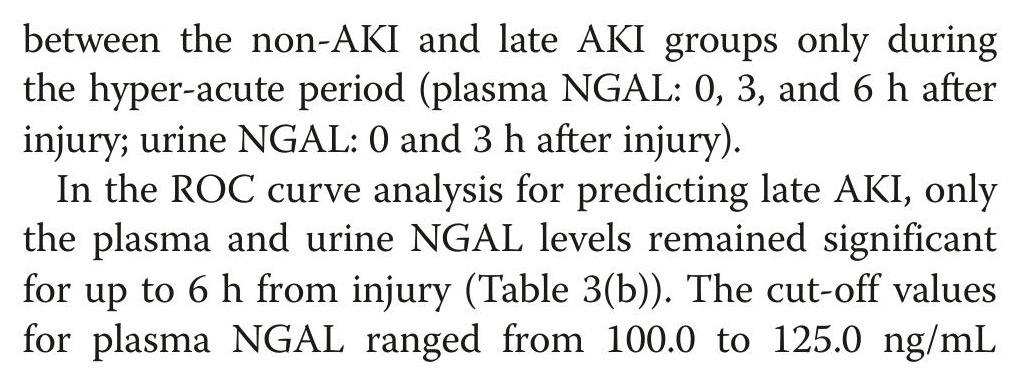 between the non-AKI and late AKI groups only during
the hyper-acute period (plasma NGAL: 0, 3, and 6 h after
injury; urine NGAL: 0 and 3 h after injury).
In the ROC curve analysis for predicting late AKI, only
the plasma and urine NGAL levels remained significant
for up to 6 h from injury (Table 3(b)). The cut-off values
for plasma NGAL ranged from 100.0 to 125.0 ng/mL